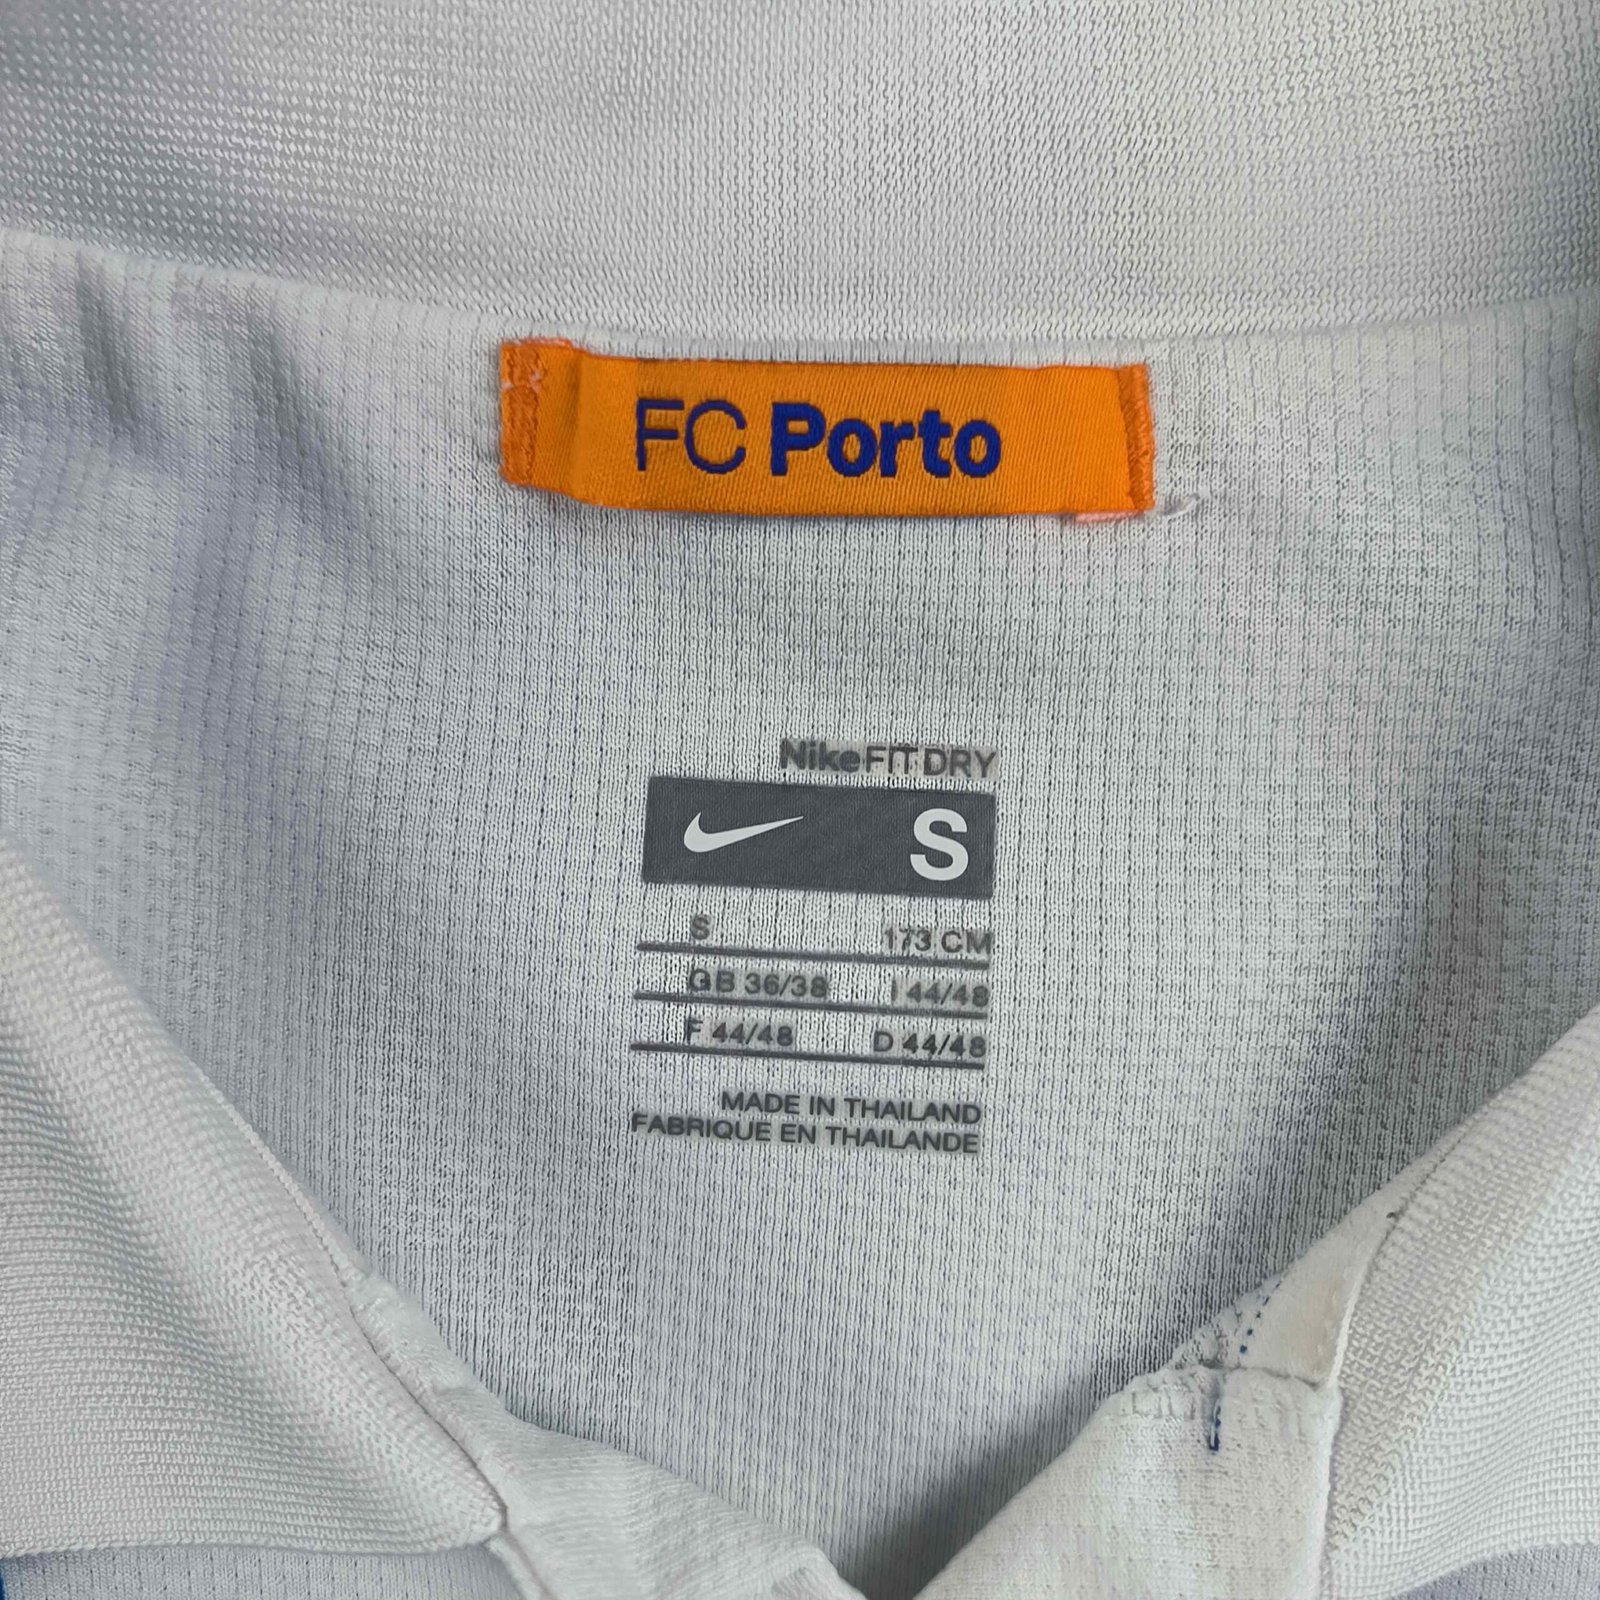 FC Porto
NikeFIT DRY
S
S 173 CM
GB 36/38 I 44/48
F 44/48 D 44/48
MADE IN THAILAND
FABRIQUE EN THAILANDE